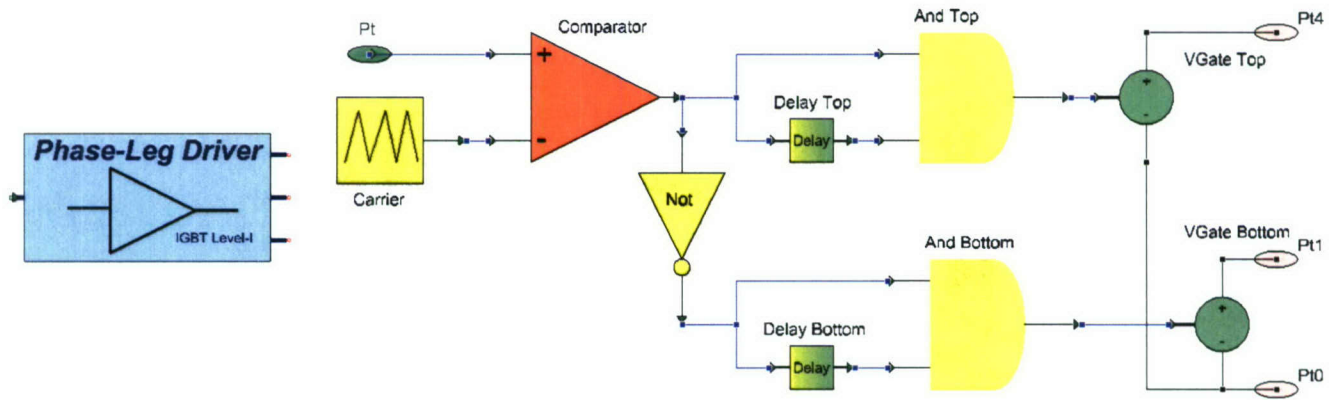 Phase-Leg Driver
IGBT Level-I
Pt
Comparator
+
-
Carrier
Not
And Top
Delay Top
Delay
Pt4
VGate Top
+
-
And Bottom
Delay Bottom
Delay
VGate Bottom
Pt1
+
-
Pt0